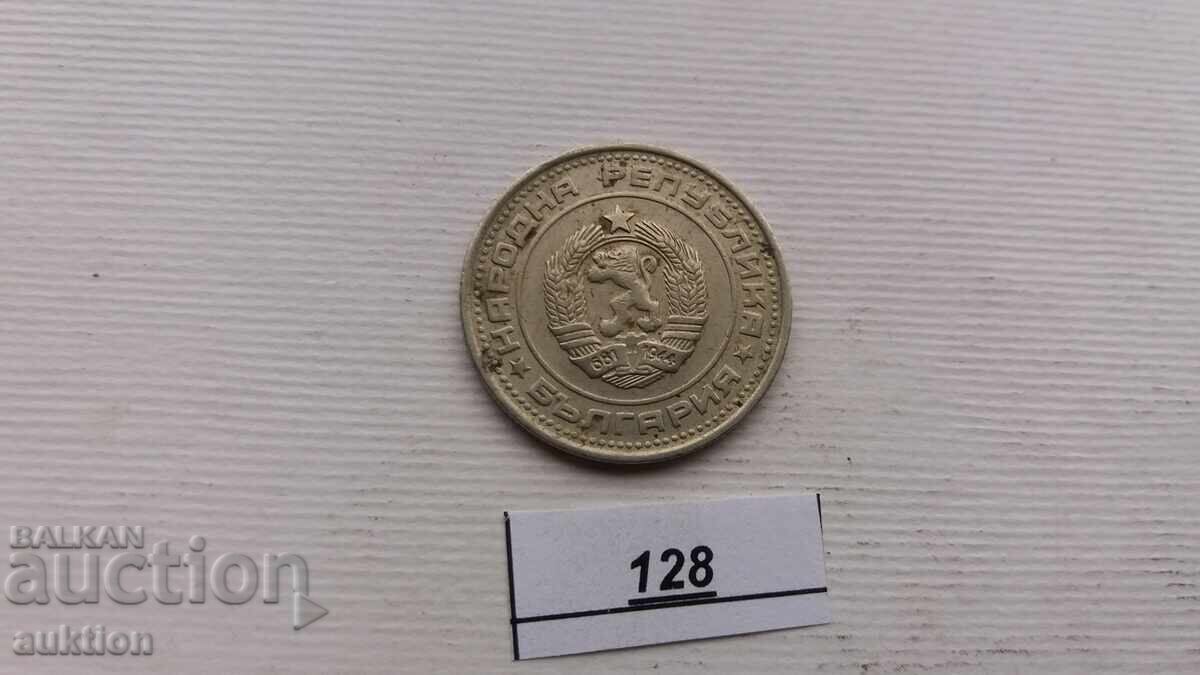 НАРОДНА РЕПУБЛИКА
★ БЪЛГАРИЯ ★
681 1944
128
BALKAN
auction
auktion